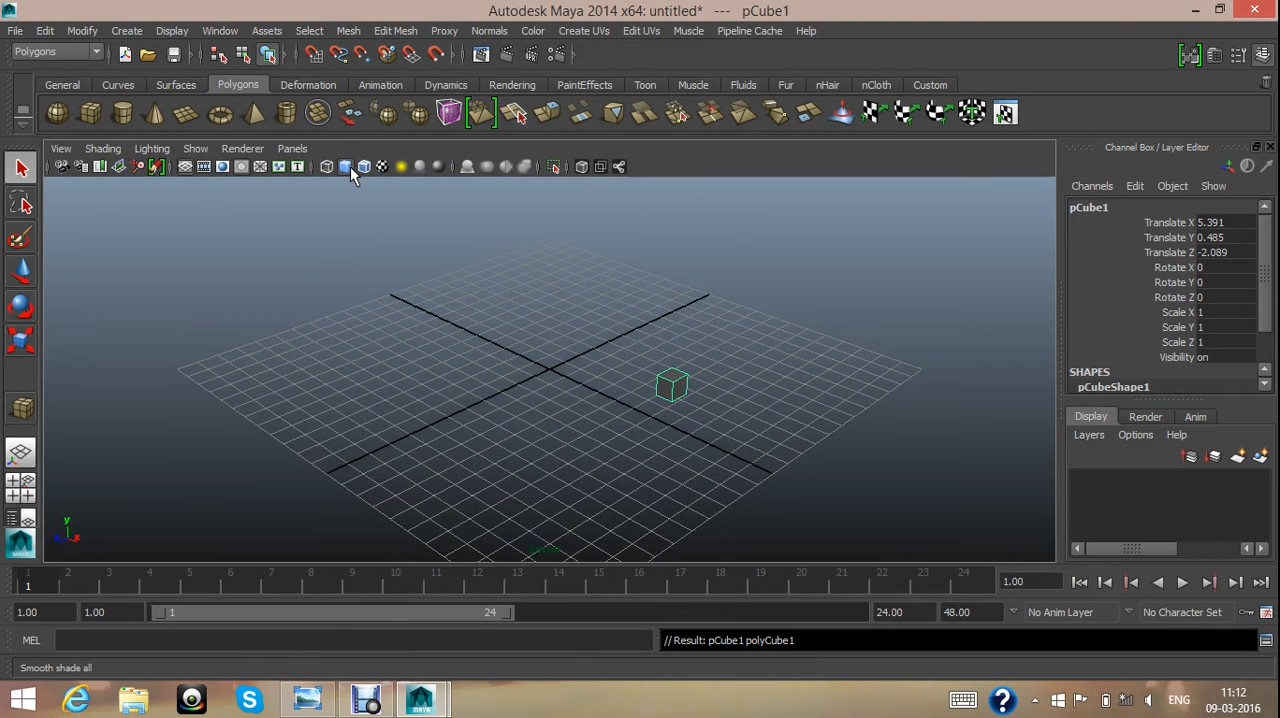 Autodesk Maya 2014 x64: untitled* --- pCube1
File Edit Modify Create Display Window Assets Select Mesh Edit Mesh Proxy Normals Color Create UVs Edit UVs Muscle Pipeline Cache Help
Polygons
General Curves Surfaces Polygons Deformation Animation Dynamics Rendering PaintEffects Toon Muscle Fluids Fur nHair nCloth Custom
View Shading Lighting Show Renderer Panels
Channel Box / Layer Editor
Channels Edit Object Show
pCube1
Translate X 5.391
Translate Y 0.485
Translate Z -2.089
Rotate X 0
Rotate Y 0
Rotate Z 0
Scale X 1
Scale Y 1
Scale Z 1
Visibility on
SHAPES
pCubeShape1
Display Render Anim
Layers Options Help
y
x
persp
1 2 3 4 5 6 7 8 9 10 11 12 13 14 15 16 17 18 19 20 21 22 23 24
1
1.00
1.00 1.00 1 24 24.00 48.00 No Anim Layer No Character Set
MEL // Result: pCube1 polyCube1
Smooth shade all
ENG
11:12
09-03-2016